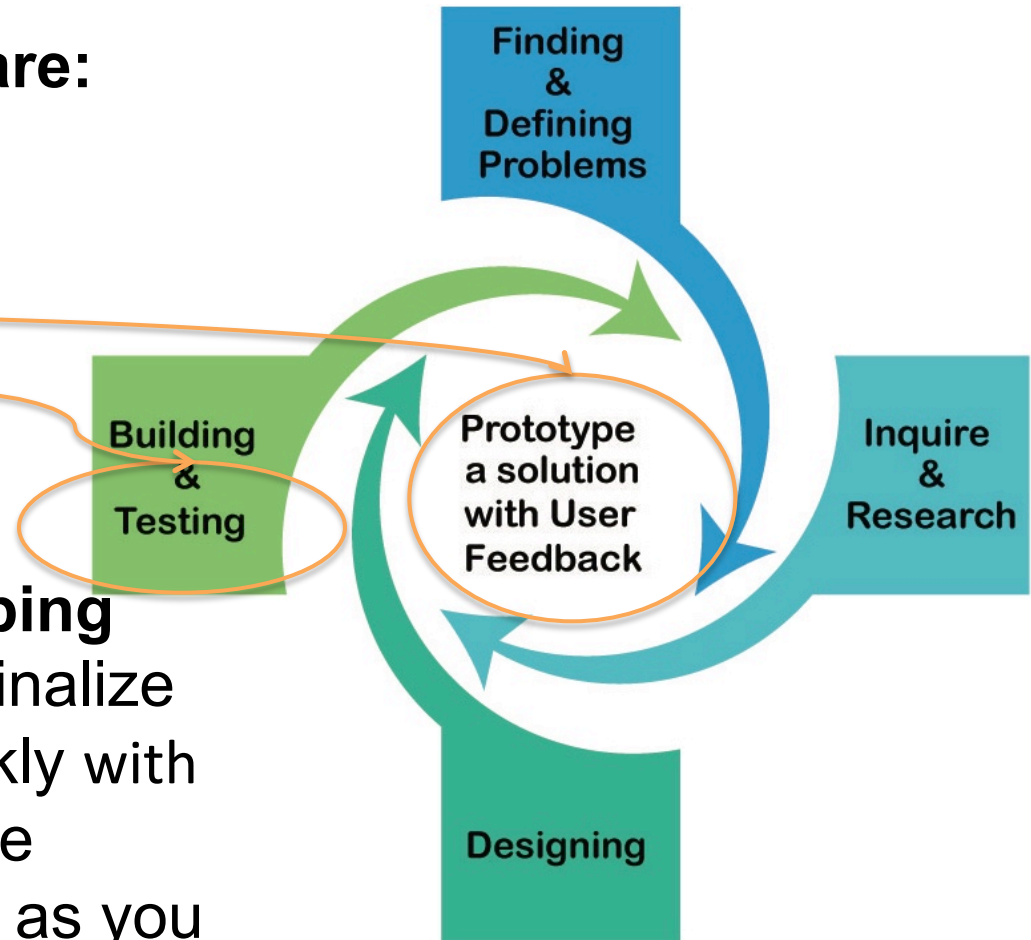 are:
Finding
&
Defining
Problems
Building
&
Testing
Prototype
a solution
with User
Feedback
Inquire
&
Research
ping
inalize
kly with
e
as you
Designing